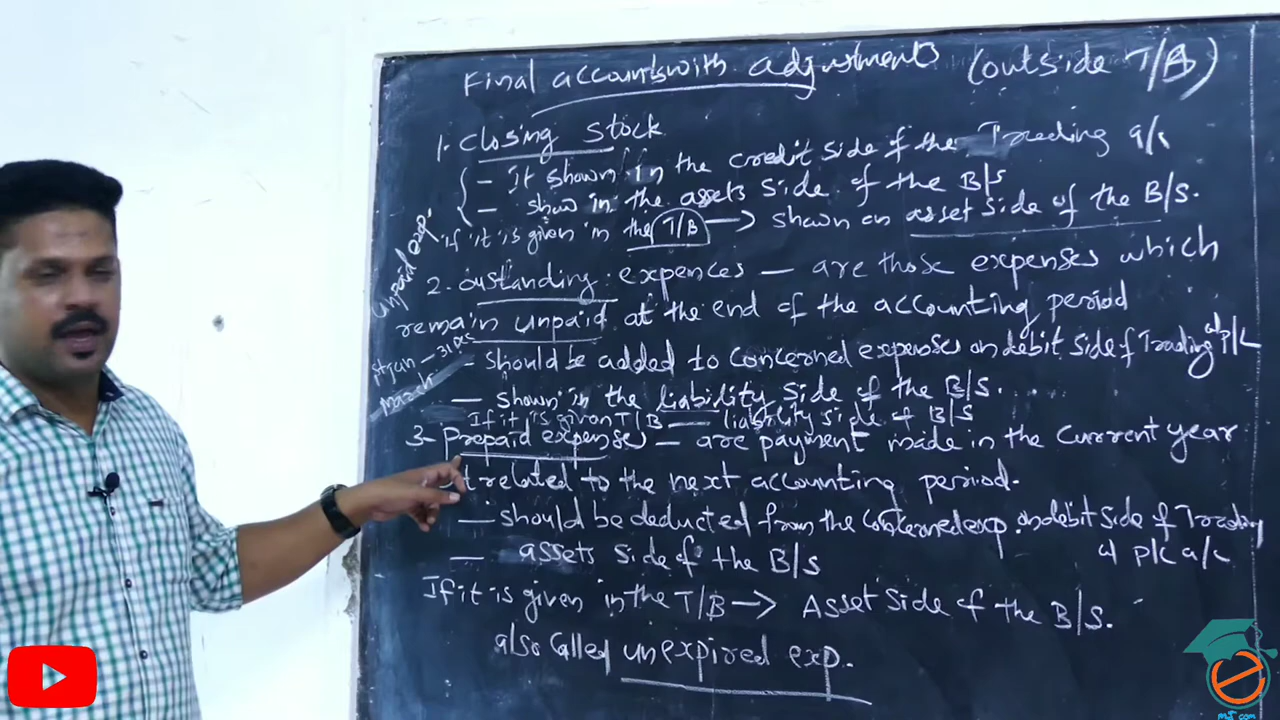 Final accounts with adjustments (outside T/B)
1. Closing Stock
- It shown in the credit side of the Trading a/c
- show in the assets side of the B/S
If it is given in the T/B → shown on asset side of the B/S.
unpaid exp.
2. oustanding expences - are those expenses which
remain unpaid at the end of the accounting period
- should be added to concerned expenses on debit side of Trading a/ P/L
- shown in the liability side of the B/S. ...
If it is given T/B — liability side of B/S
3- Prepaid expenses - are payment made in the current year
related to the next accounting period.
- should be deducted from the concerned exp. on debit side of Trading
a/ P/L a/c
- assets side of the B/S
If it is given in the T/B → Asset side of the B/S.
also called unexpired exp.